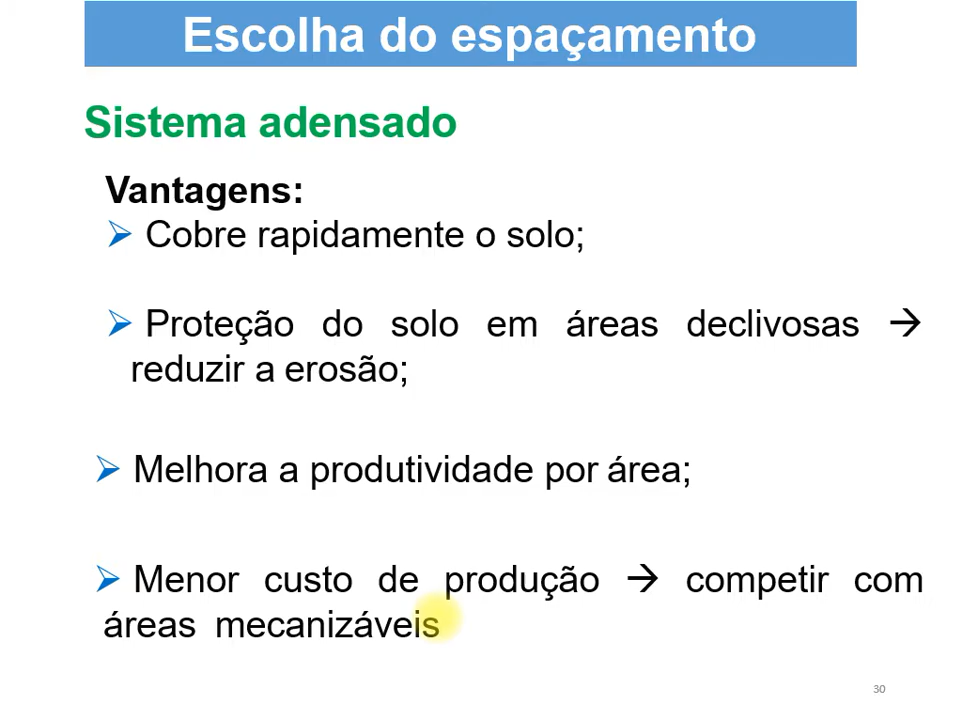 Escolha do espaçamento
Sistema adensado
Vantagens:
➢ Cobre rapidamente o solo;
➢ Proteção do solo em áreas declivosas →
reduzir a erosão;
➢ Melhora a produtividade por área;
➢ Menor custo de produção → competir com
áreas mecanizáveis
30